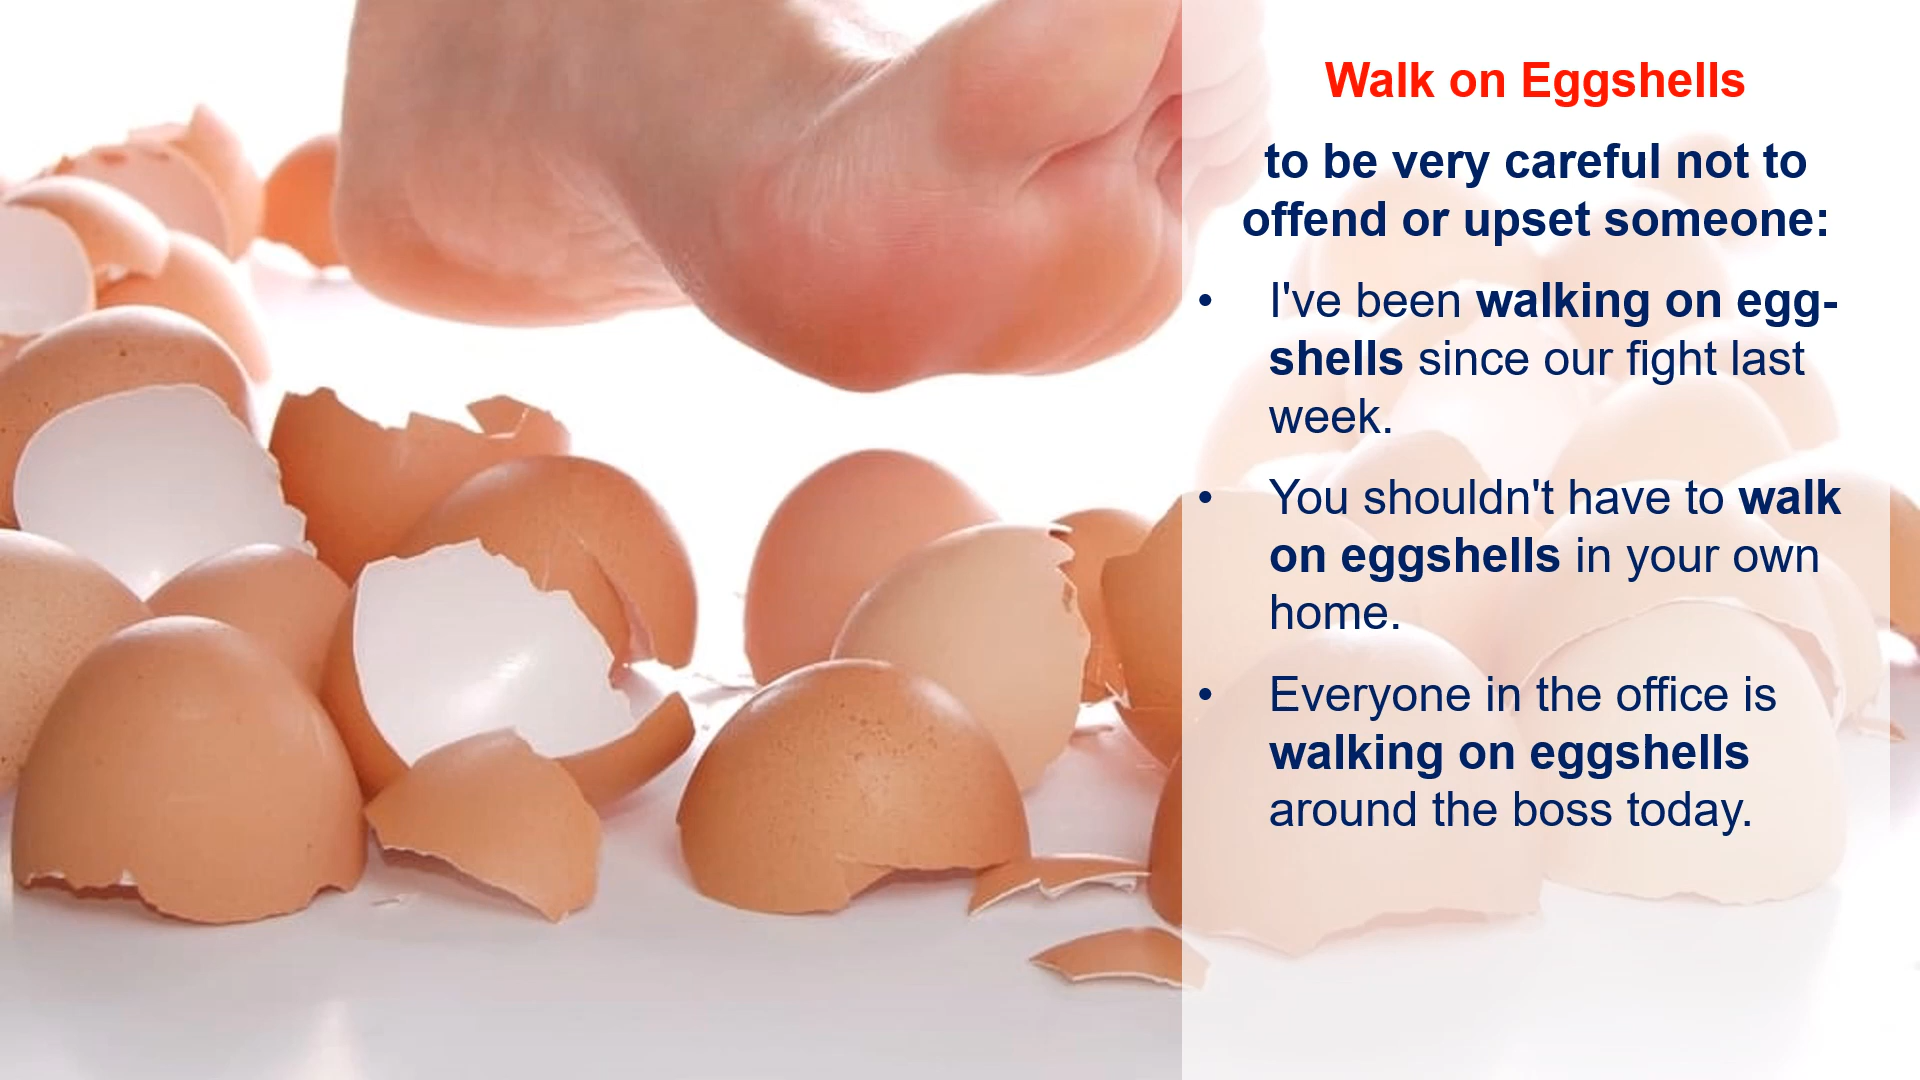 Walk on Eggshells
to be very careful not to
offend or upset someone:
• I've been walking on egg-
shells since our fight last
week.
• You shouldn't have to walk
on eggshells in your own
home.
• Everyone in the office is
walking on eggshells
around the boss today.